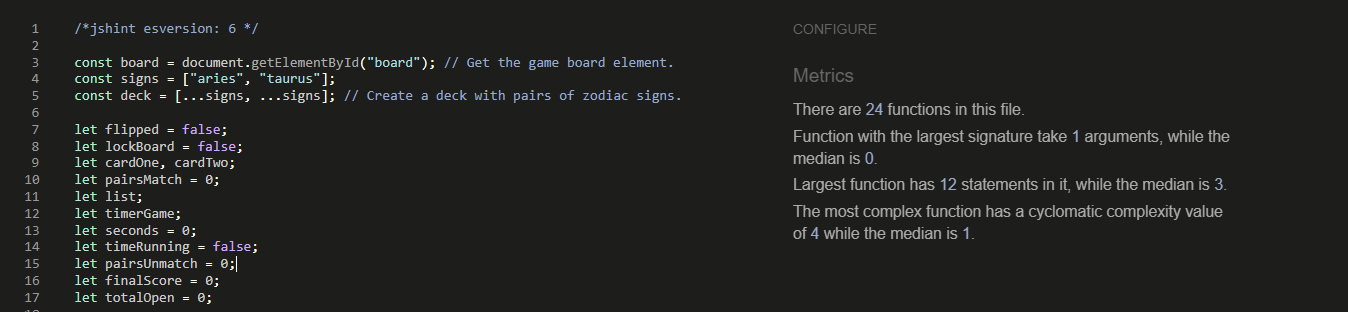 1 /*jshint esversion: 6 */
2
3 const board = document.getElementById("board"); // Get the game board element.
4 const signs = ["aries", "taurus"];
5 const deck = [...signs, ...signs]; // Create a deck with pairs of zodiac signs.
6
7 let flipped = false;
8 let lockBoard = false;
9 let cardOne, cardTwo;
10 let pairsMatch = 0;
11 let list;
12 let timerGame;
13 let seconds = 0;
14 let timeRunning = false;
15 let pairsUnmatch = 0;
16 let finalScore = 0;
17 let totalOpen = 0;
CONFIGURE
Metrics
There are 24 functions in this file.
Function with the largest signature take 1 arguments, while the
median is 0.
Largest function has 12 statements in it, while the median is 3.
The most complex function has a cyclomatic complexity value
of 4 while the median is 1.